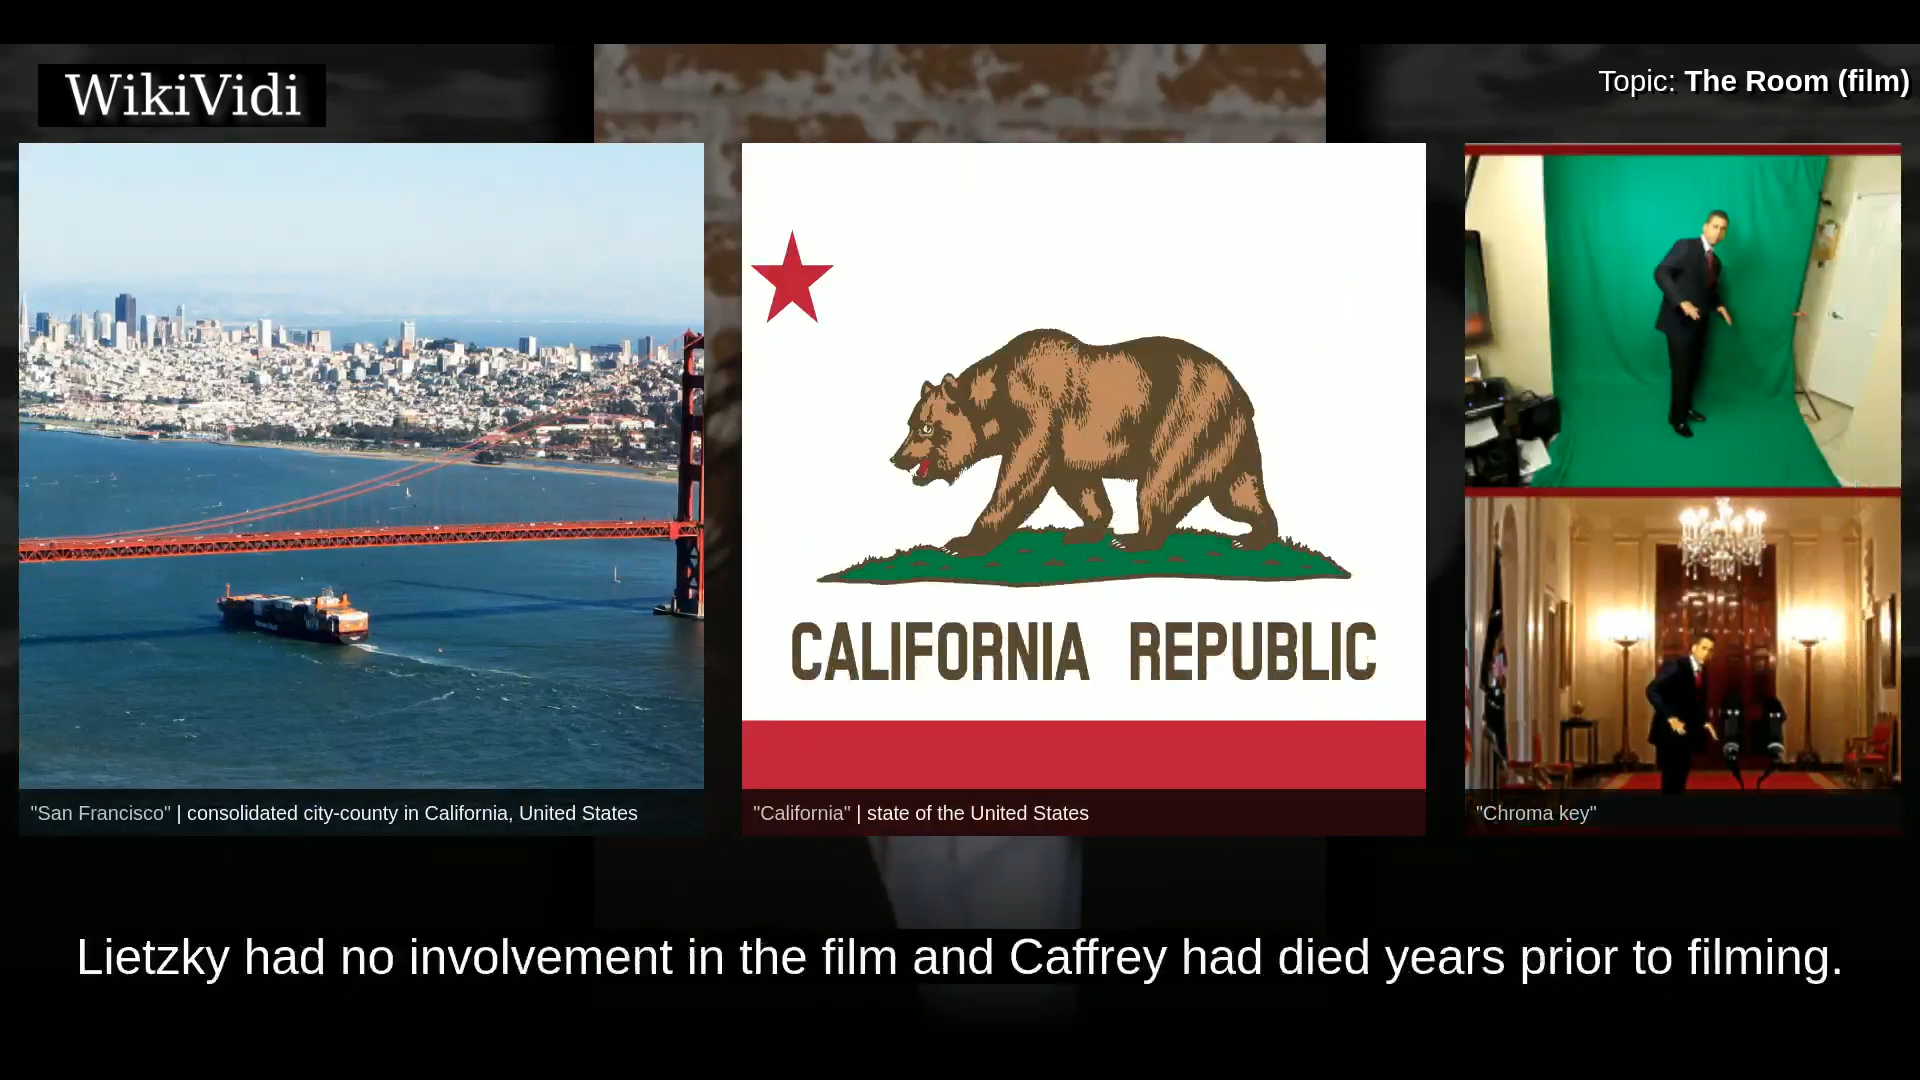 WikiVidi
Topic: The Room (film)
CALIFORNIA REPUBLIC
"San Francisco" | consolidated city-county in California, United States
"California" | state of the United States
"Chroma key"
Lietzky had no involvement in the film and Caffrey had died years prior to filming.